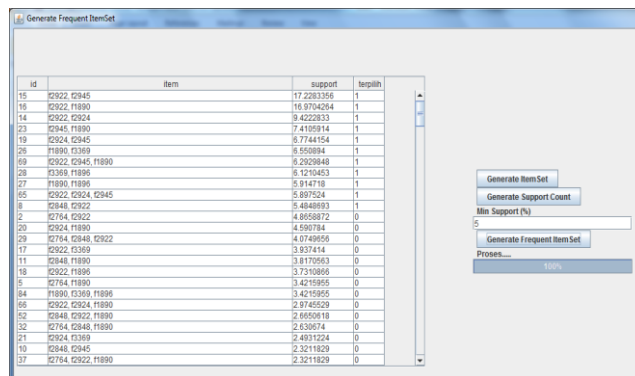 Generate Frequent ItemSet
id item support terpilih
15 f2922, f2945 17.2283356 1
16 f2922, f1890 16.9704264 1
14 f2922, f2924 9.4222833 1
23 f2945, f1890 7.4105914 1
19 f2924, f2945 6.7744154 1
26 f1890, f3369 6.550894 1
69 f2922, f2945, f1890 6.2929848 1
28 f3369, f1896 6.1210453 1
27 f1890, f1896 5.914718 1
65 f2922, f2924, f2945 5.897524 1
8 f2848, f2922 5.4848693 1
2 f2764, f2922 4.8658872 0
20 f2924, f1890 4.590784 0
29 f2764, f2848, f2922 4.0749656 0
17 f2922, f3369 3.937414 0
11 f2848, f1890 3.8170563 0
18 f2922, f1896 3.7310866 0
5 f2764, f1890 3.4215955 0
84 f1890, f3369, f1896 3.4215955 0
66 f2922, f2924, f1890 2.9745529 0
52 f2848, f2922, f1890 2.6650618 0
32 f2764, f2848, f1890 2.630674 0
21 f2924, f3369 2.4931224 0
10 f2848, f2945 2.3211829 0
37 f2764, f2922, f1890 2.3211829 0
Generate ItemSet
Generate Support Count
Min Support (%)
5
Generate Frequent ItemSet
Proses....
100%